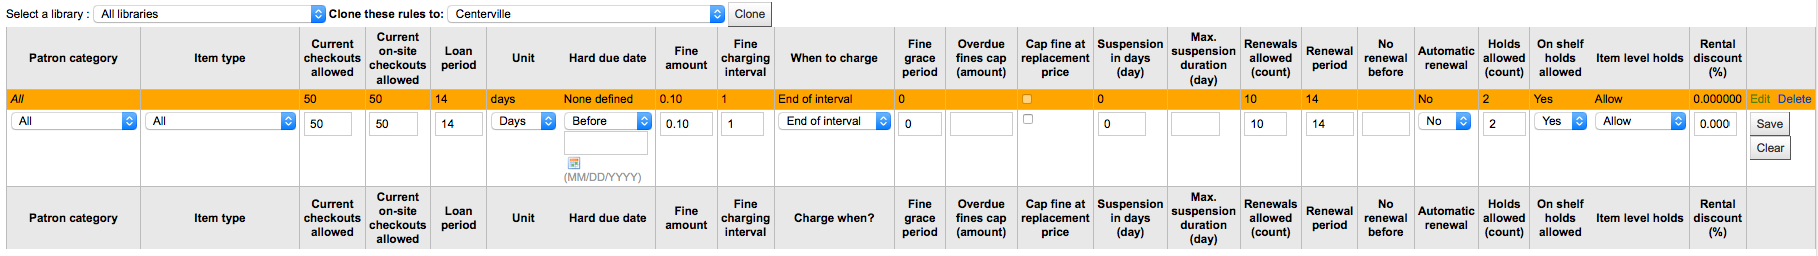 Select a library : All libraries Clone these rules to: Centerville Clone
Patron category Item type Current checkouts allowed Current on-site checkouts allowed Loan period Unit Hard due date Fine amount Fine charging interval When to charge Fine grace period Overdue fines cap (amount) Cap fine at replacement price Suspension in days (day) Max. suspension duration (day) Renewals allowed (count) Renewal period No renewal before Automatic renewal Holds allowed (count) On shelf holds allowed Item level holds Rental discount (%)
All 50 50 14 days None defined 0.10 1 End of interval 0 0 10 14 No 2 Yes Allow 0.000000 Edit Delete
All All 50 50 14 Days Before 0.10 1 End of interval 0 0 10 14 No 2 Yes Allow 0.000 Save
Clear
(MM/DD/YYYY)
Patron category Item type Current checkouts allowed Current on-site checkouts allowed Loan period Unit Hard due date Fine amount Fine charging interval Charge when? Fine grace period Overdue fines cap (amount) Cap fine at replacement price Suspension in days (day) Max. suspension duration (day) Renewals allowed (count) Renewal period No renewal before Automatic renewal Holds allowed (count) On shelf holds allowed Item level holds Rental discount (%)